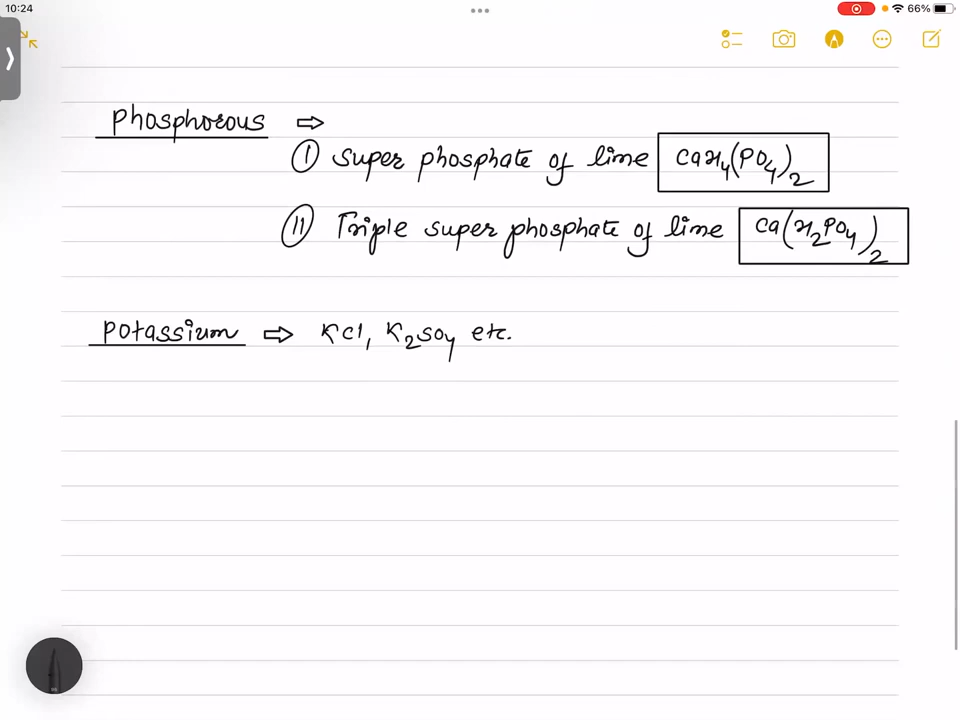 10:24
66%
Phosphorous ⇨
(I) Super phosphate of lime CaH₄(PO₄)₂
(II) Triple super phosphate of lime Ca(H₂PO₄)₂
Potassium ⇨ KCl, K₂SO₄ etc.